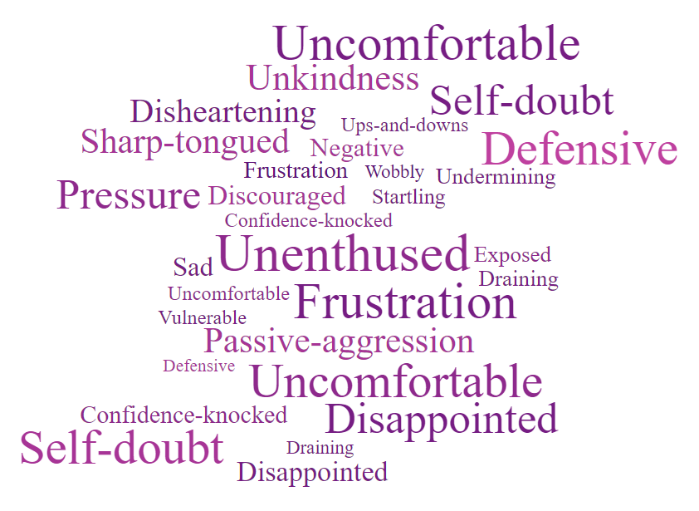 Uncomfortable
Unkindness
Self-doubt
Disheartening
Ups-and-downs
Sharp-tongued
Negative
Defensive
Frustration
Wobbly
Undermining
Pressure
Discouraged
Startling
Confidence-knocked
Unenthused
Exposed
Sad
Draining
Uncomfortable
Frustration
Vulnerable
Passive-aggression
Defensive
Uncomfortable
Confidence-knocked
Disappointed
Self-doubt
Draining
Disappointed